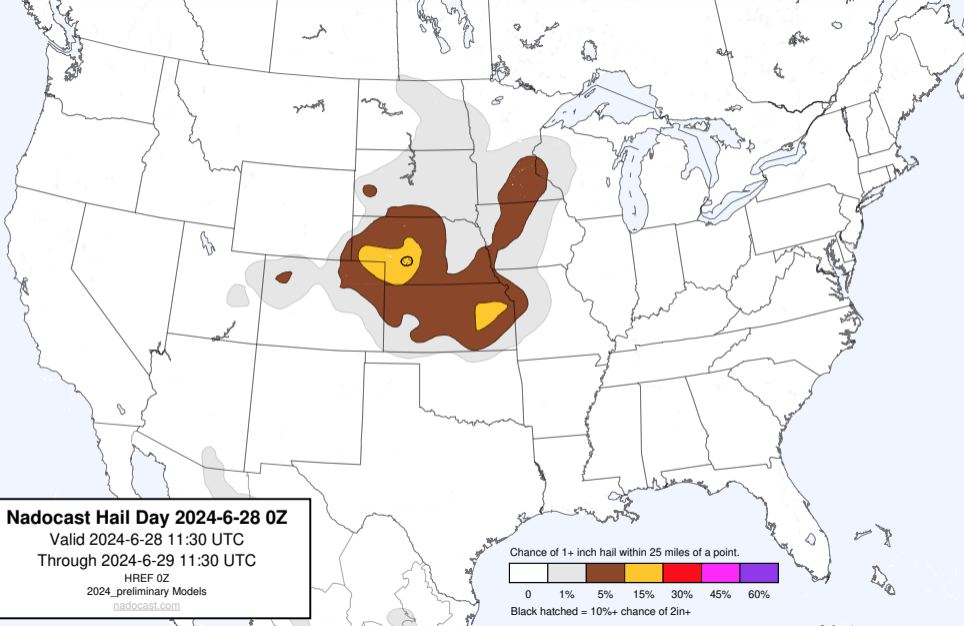 Nadocast Hail Day 2024-6-28 0Z
Valid 2024-6-28 11:30 UTC
Through 2024-6-29 11:30 UTC
HREF 0Z
2024_preliminary Models
nadocast.com
Chance of 1+ inch hail within 25 miles of a point.
0 1% 5% 15% 30% 45% 60%
Black hatched = 10%+ chance of 2in+